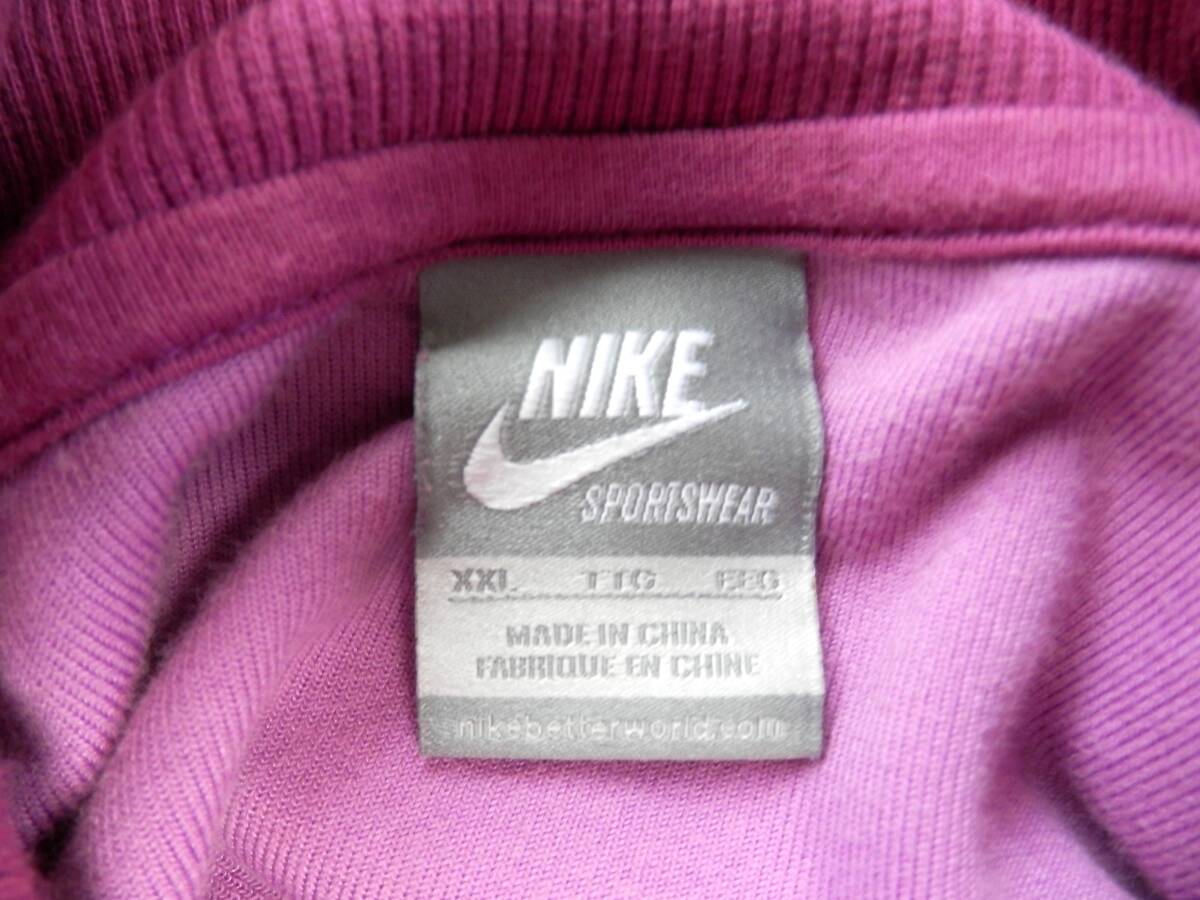 NIKE
SPORTSWEAR
XXL TTG EEG
MADE IN CHINA
FABRIQUE EN CHINE
nikebetterworld.com